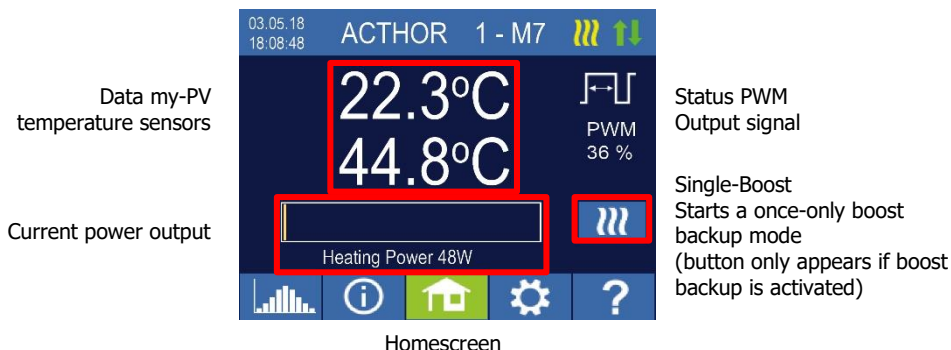 03.05.18
18:08:48
ACTHOR 1 - M7
22.3°C
44.8°C
PWM
36 %
Heating Power 48W
?
Data my-PV
temperature sensors
Current power output
Status PWM
Output signal
Single-Boost
Starts a once-only boost
backup mode
(button only appears if boost
backup is activated)
Homescreen